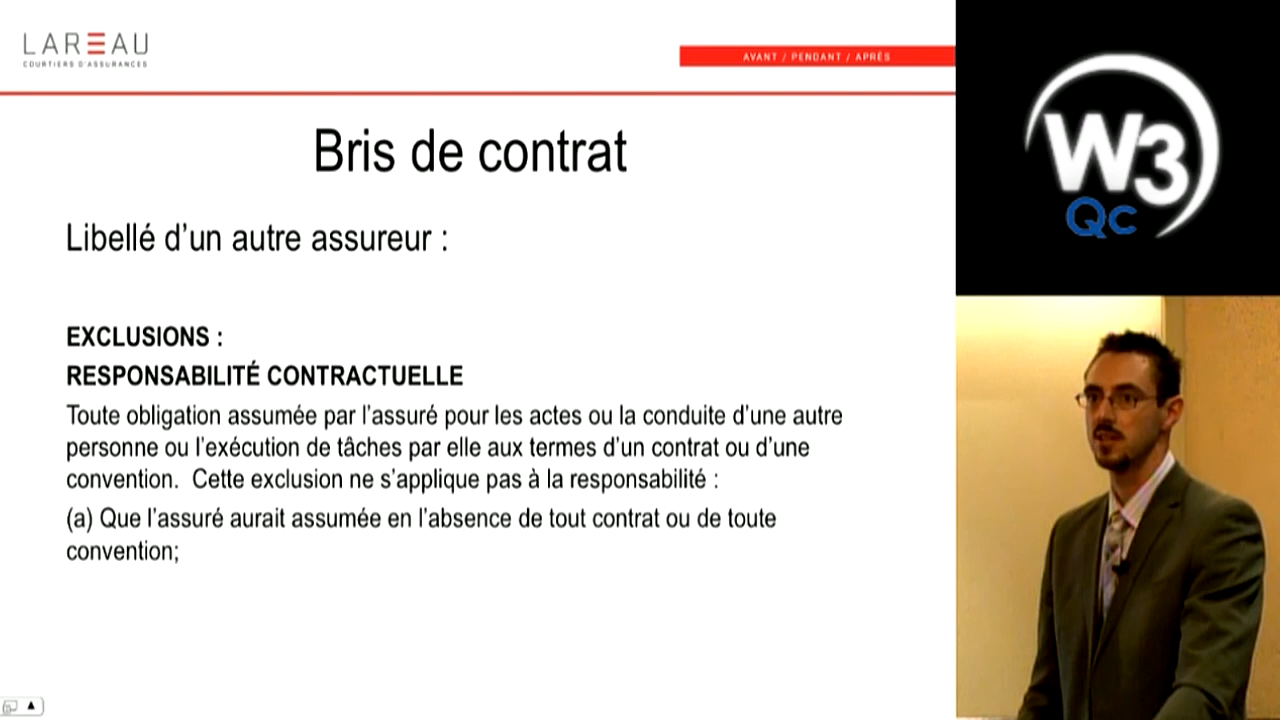 LAREAU
COURTIERS D'ASSURANCES
AVANT / PENDANT / APRÈS
Bris de contrat
Libellé d’un autre assureur :
EXCLUSIONS :
RESPONSABILITÉ CONTRACTUELLE
Toute obligation assumée par l’assuré pour les actes ou la conduite d’une autre
personne ou l’exécution de tâches par elle aux termes d’un contrat ou d’une
convention.  Cette exclusion ne s’applique pas à la responsabilité :
(a) Que l’assuré aurait assumée en l’absence de tout contrat ou de toute
convention;
W3
Qc